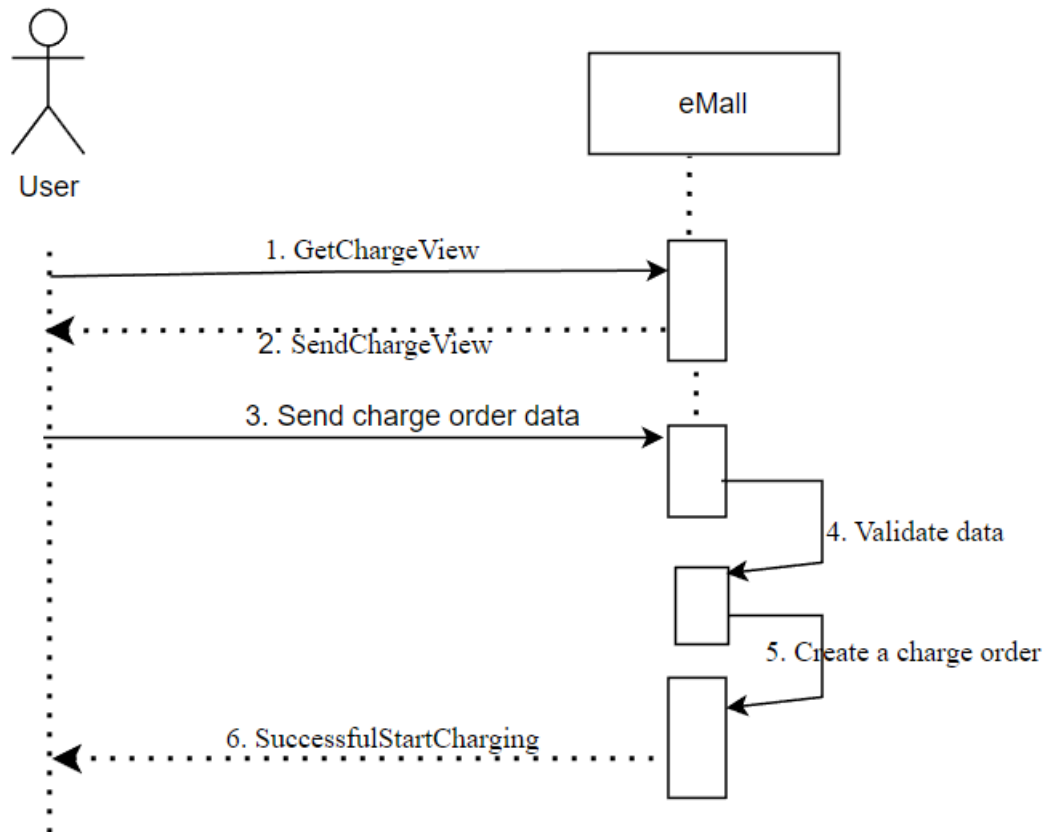 eMall
User
1. GetChargeView
2. SendChargeView
3. Send charge order data
4. Validate data
5. Create a charge order
6. SuccessfulStartCharging